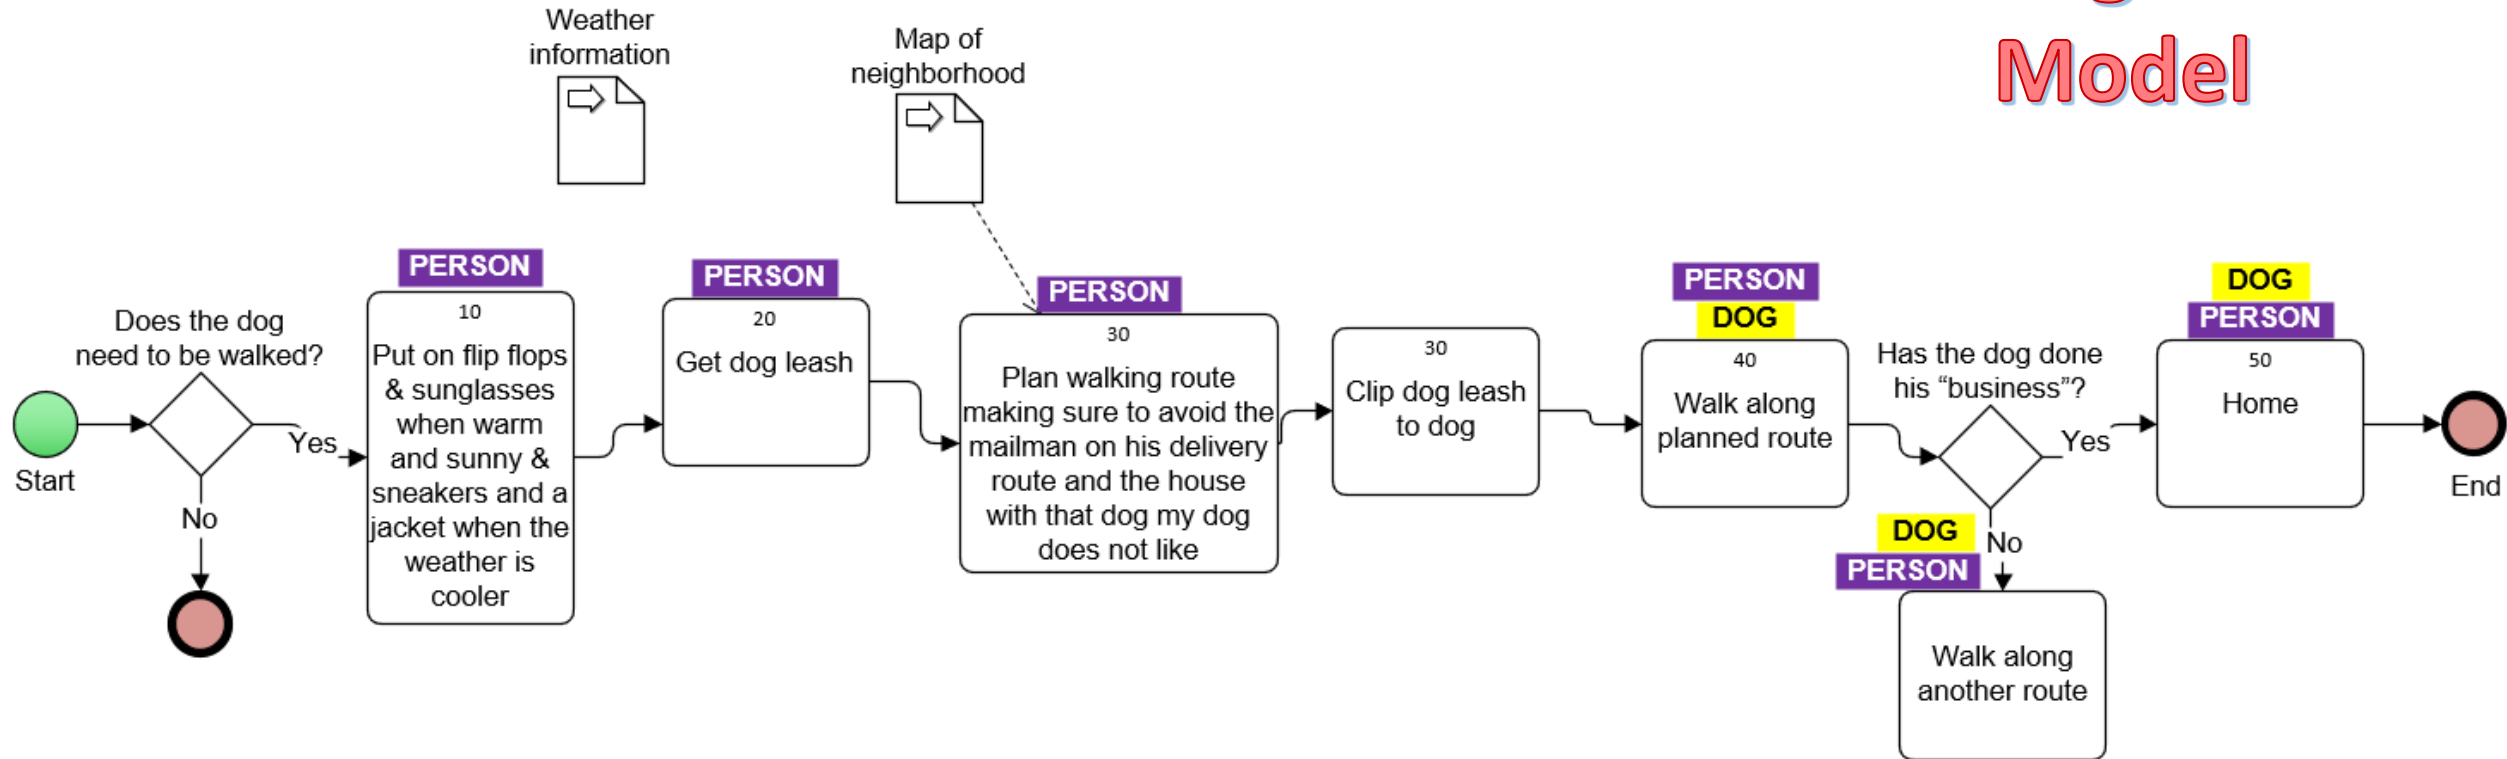 Model
Weather
information
Map of
neighborhood
Does the dog
need to be walked?
Start
Yes
No
PERSON
10
Put on flip flops
& sunglasses
when warm
and sunny &
sneakers and a
jacket when the
weather is
cooler
PERSON
20
Get dog leash
PERSON
30
Plan walking route
making sure to avoid the
mailman on his delivery
route and the house
with that dog my dog
does not like
30
Clip dog leash
to dog
PERSON
DOG
40
Walk along
planned route
Has the dog done
his “business”?
Yes
No
DOG
PERSON
Walk along
another route
DOG
PERSON
50
Home
End